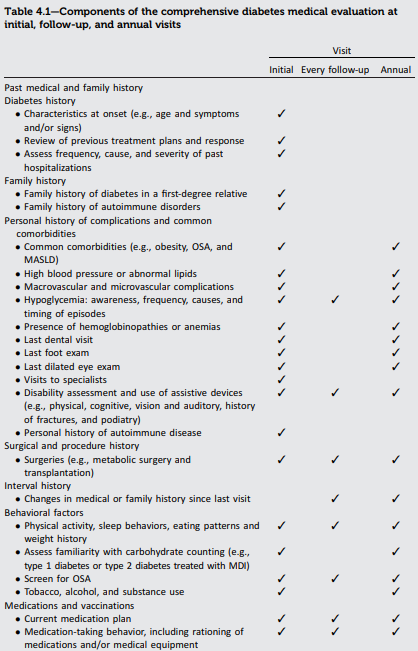 Table 4.1—Components of the comprehensive diabetes medical evaluation at
initial, follow-up, and annual visits
Visit
Initial Every follow-up Annual
Past medical and family history
Diabetes history
• Characteristics at onset (e.g., age and symptoms ✓
and/or signs)
• Review of previous treatment plans and response ✓
• Assess frequency, cause, and severity of past ✓
hospitalizations
Family history
• Family history of diabetes in a first-degree relative ✓
• Family history of autoimmune disorders ✓
Personal history of complications and common
comorbidities
• Common comorbidities (e.g., obesity, OSA, and ✓ ✓
MASLD)
• High blood pressure or abnormal lipids ✓ ✓
• Macrovascular and microvascular complications ✓ ✓
• Hypoglycemia: awareness, frequency, causes, and ✓ ✓ ✓
timing of episodes
• Presence of hemoglobinopathies or anemias ✓ ✓
• Last dental visit ✓ ✓
• Last foot exam ✓ ✓
• Last dilated eye exam ✓ ✓
• Visits to specialists ✓
• Disability assessment and use of assistive devices ✓ ✓ ✓
(e.g., physical, cognitive, vision and auditory, history
of fractures, and podiatry)
• Personal history of autoimmune disease ✓
Surgical and procedure history
• Surgeries (e.g., metabolic surgery and ✓ ✓ ✓
transplantation)
Interval history
• Changes in medical or family history since last visit ✓ ✓
Behavioral factors
• Physical activity, sleep behaviors, eating patterns and ✓ ✓ ✓
weight history
• Assess familiarity with carbohydrate counting (e.g., ✓ ✓
type 1 diabetes or type 2 diabetes treated with MDI)
• Screen for OSA ✓ ✓ ✓
• Tobacco, alcohol, and substance use ✓ ✓
Medications and vaccinations
• Current medication plan ✓ ✓ ✓
• Medication-taking behavior, including rationing of ✓ ✓ ✓
medications and/or medical equipment